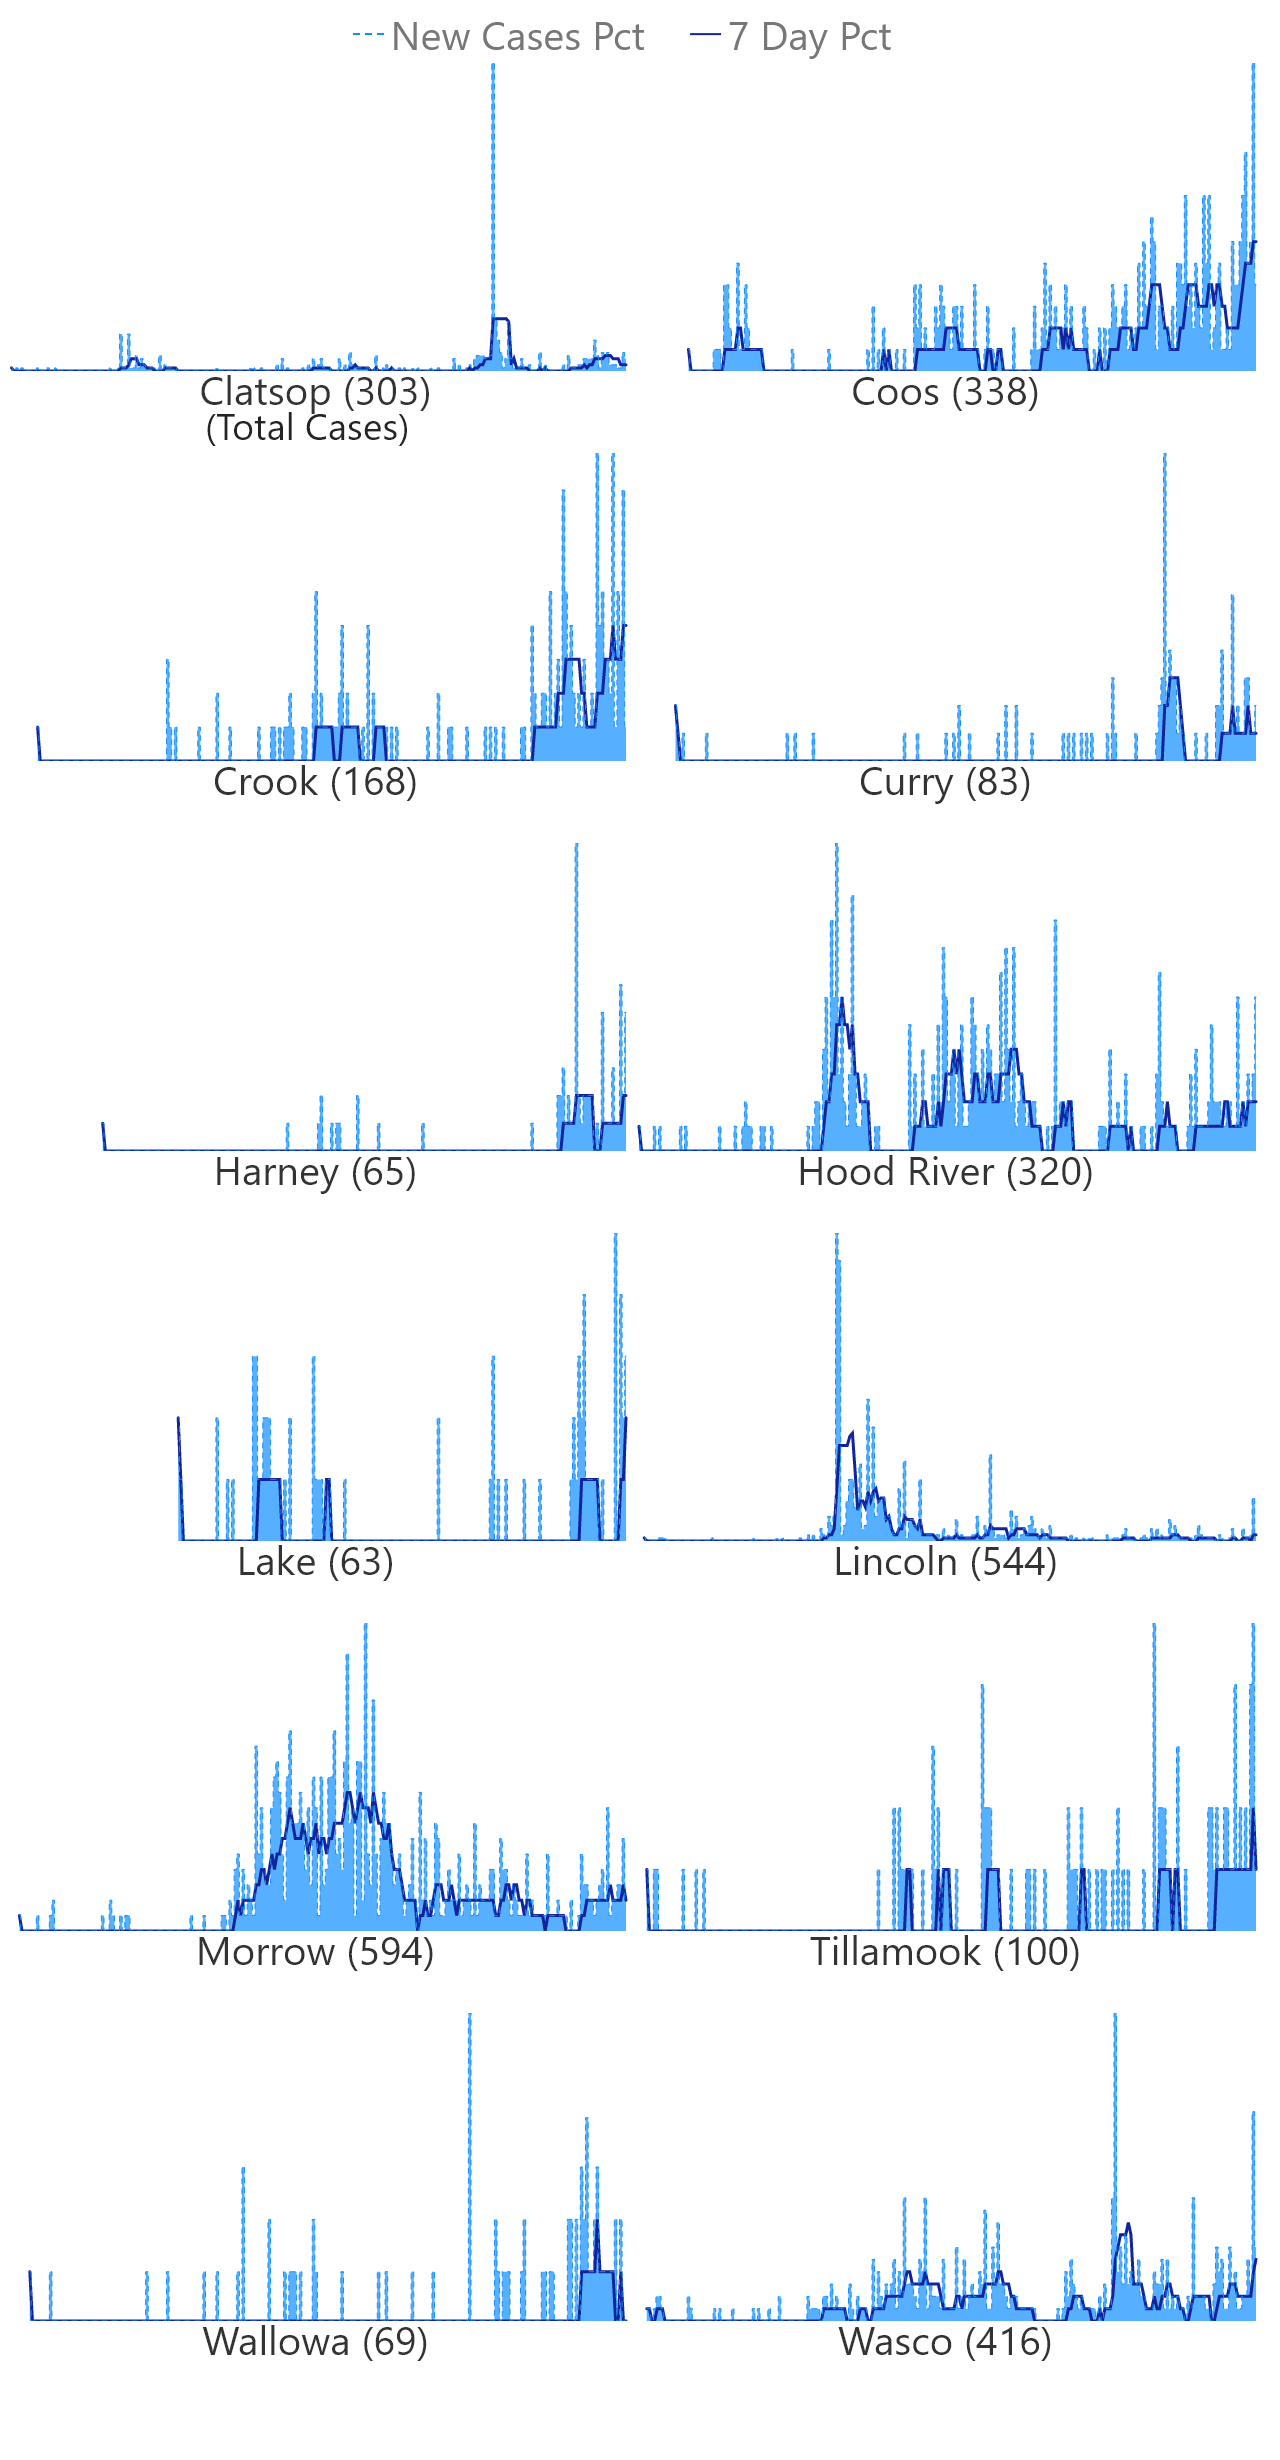 New Cases Pct 7 Day Pct
Clatsop (303) Coos (338)
(Total Cases)
Crook (168) Curry (83)
Harney (65) Hood River (320)
Lake (63) Lincoln (544)
Morrow (594) Tillamook (100)
Wallowa (69) Wasco (416)